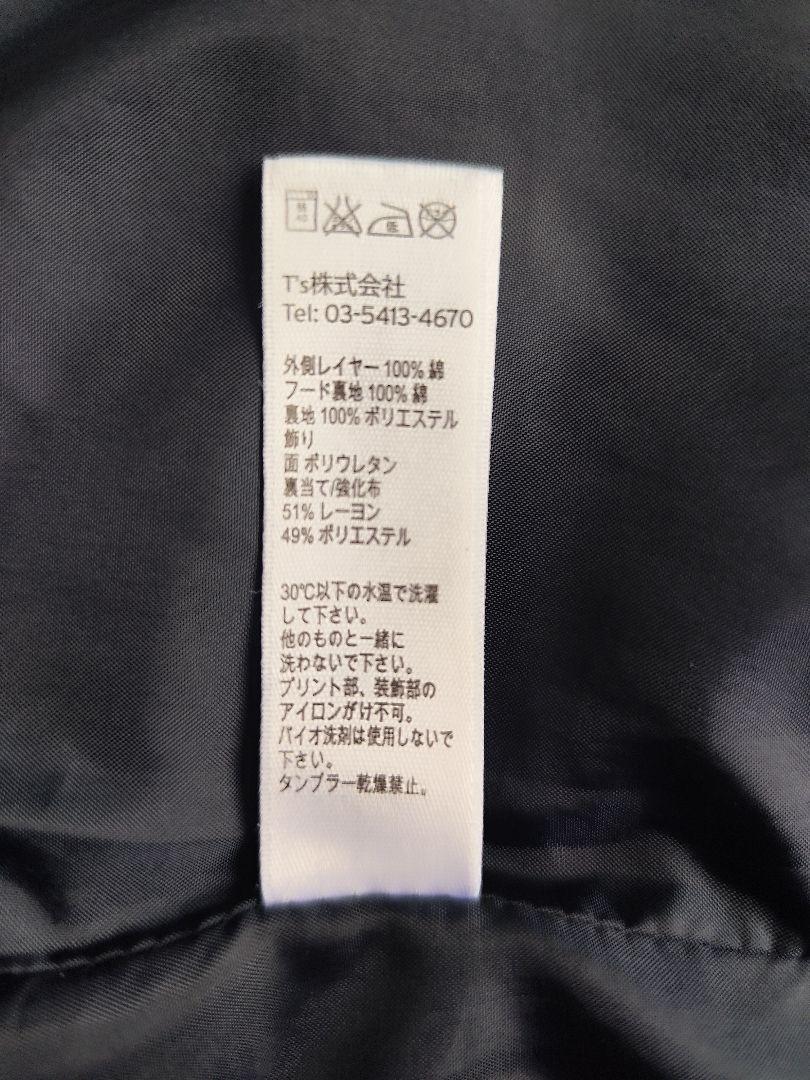 低
T's株式会社
Tel: 03-5413-4670
外側レイヤー 100% 綿
フード裏地 100% 綿
裏地 100% ポリエステル
飾り
面 ポリウレタン
裏当て/強化布
51% レーヨン
49% ポリエステル
30℃以下の水温で洗濯
して下さい。
他のものと一緒に
洗わないで下さい。
プリント部、装飾部の
アイロンがけ不可。
バイオ洗剤は使用しないで
下さい。
タンブラー乾燥禁止。